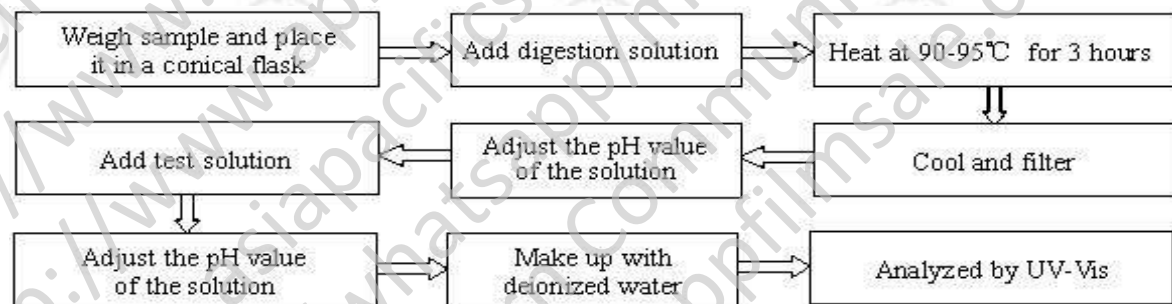 Weigh sample and place
it in a conical flask
Add digestion solution
Heat at 90-95℃ for 3 hours
Cool and filter
Adjust the pH value
of the solution
Add test solution
Adjust the pH value
of the solution
Make up with
deionized water
Analyzed by UV-Vis